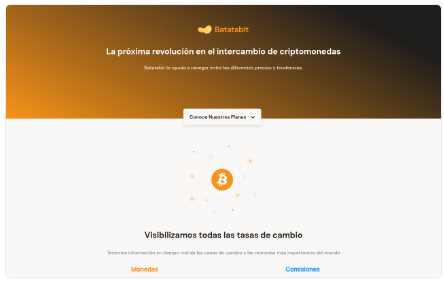 Batatabit
La próxima revolución en el intercambio de criptomonedas
Batatabit te ayuda a navegar entre los diferentes precios y tendencias.
Conoce Nuestros Planes
Visibilizamos todas las tasas de cambio
Traemos información en tiempo real de las casas de cambio y las monedas más importantes del mundo
Monedas
Comisiones